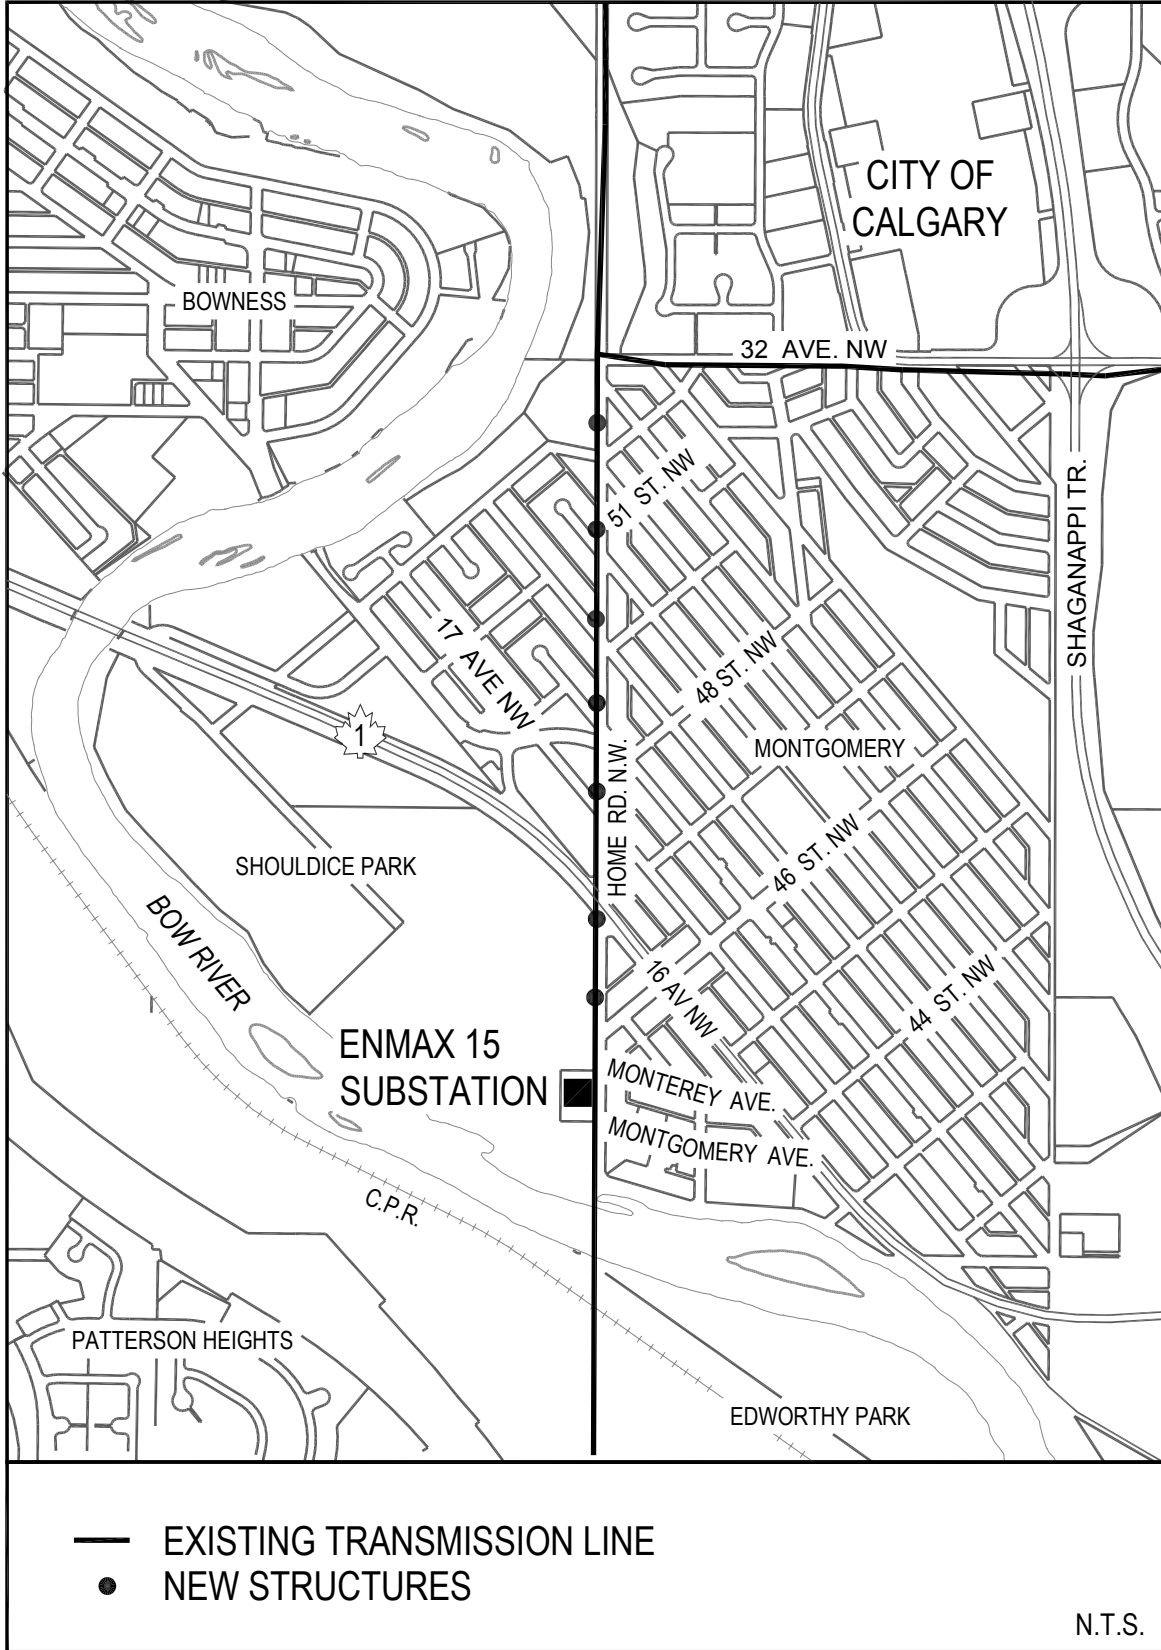 CITY OF
CALGARY
BOWNESS
32 AVE. NW
51 ST. NW
SHAGANAPPI TR.
17 AVE NW
48 ST. NW
1
MONTGOMERY
HOME RD. N.W.
46 ST. NW
SHOULDICE PARK
BOW RIVER
16 AV NW
44 ST. NW
ENMAX 15
SUBSTATION
MONTEREY AVE.
MONTGOMERY AVE.
C.P.R.
PATTERSON HEIGHTS
EDWORTHY PARK
EXISTING TRANSMISSION LINE
NEW STRUCTURES
N.T.S.